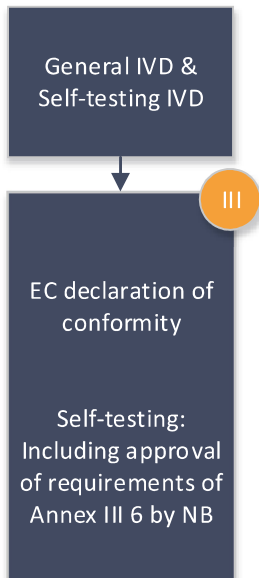 General IVD &
Self-testing IVD
III
EC declaration of
conformity
Self-testing:
Including approval
of requirements of
Annex III 6 by NB